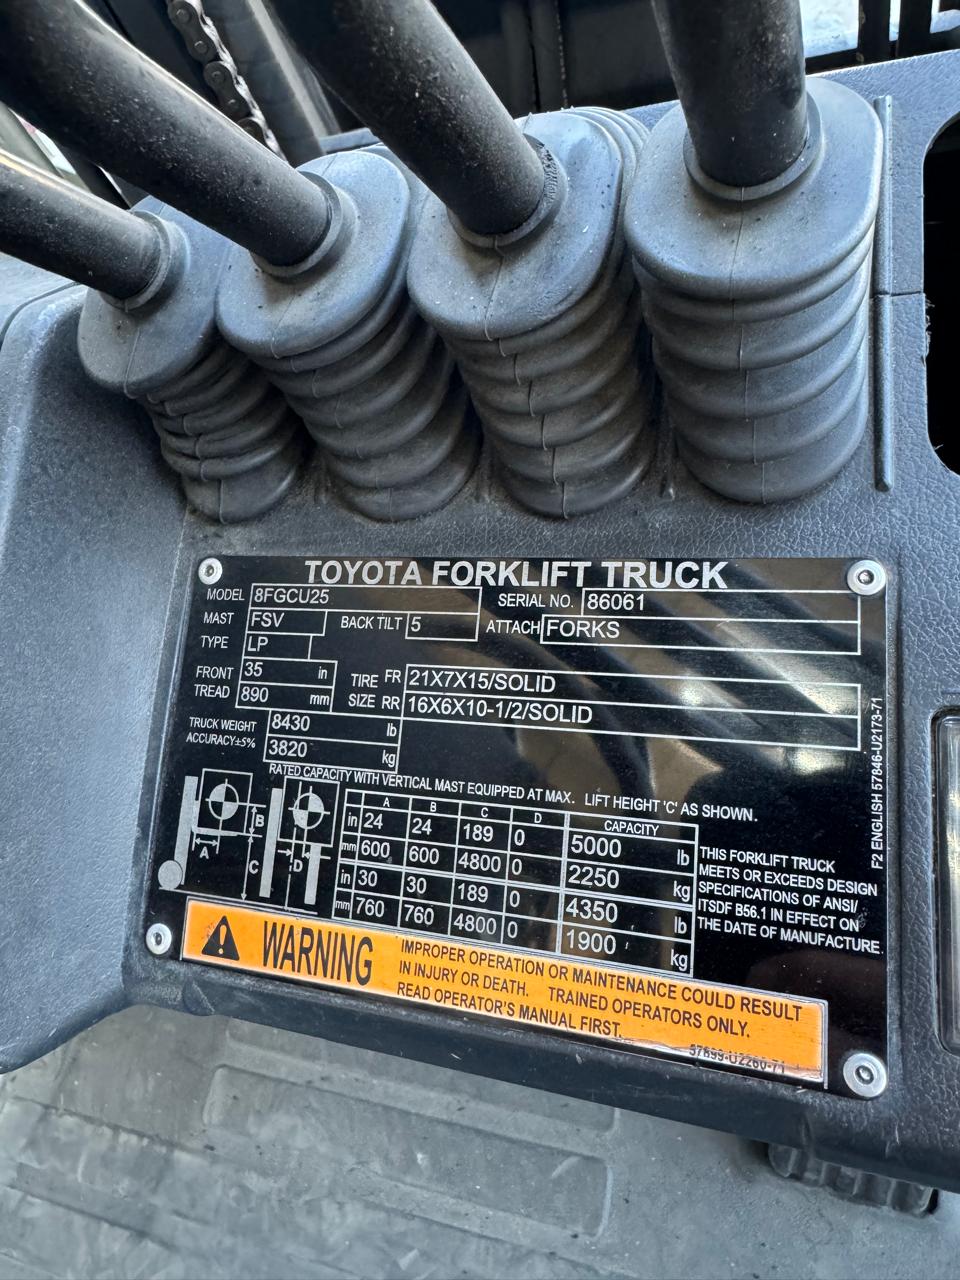 TOYOTA FORKLIFT TRUCK
MODEL 8FGCU25 SERIAL NO. 86061
MAST FSV BACK TILT 5 ATTACH FORKS
TYPE LP
FRONT TREAD 35 in
890 mm
TIRE SIZE FR 21X7X15/SOLID
RR 16X6X10-1/2/SOLID
TRUCK WEIGHT 8430 lb
ACCURACY±5% 3820 kg
RATED CAPACITY WITH VERTICAL MAST EQUIPPED AT MAX. LIFT HEIGHT 'C' AS SHOWN.
A B C D
A B C D CAPACITY
in 24 24 189 0 5000 lb
mm 600 600 4800 0 2250 kg
in 30 30 189 0 4350 lb
mm 760 760 4800 0 1900 kg
THIS FORKLIFT TRUCK
MEETS OR EXCEEDS DESIGN
SPECIFICATIONS OF ANSI/
ITSDF B56.1 IN EFFECT ON
THE DATE OF MANUFACTURE
F2 ENGLISH 57846-U2173-71
WARNING
IMPROPER OPERATION OR MAINTENANCE COULD RESULT
IN INJURY OR DEATH. TRAINED OPERATORS ONLY.
READ OPERATOR'S MANUAL FIRST.
57699-U2260-71